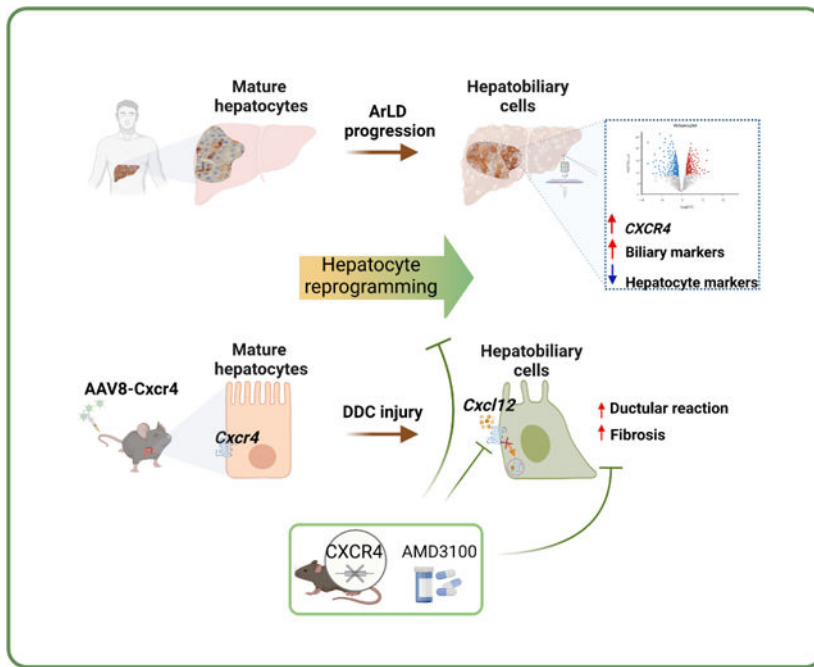 Mature
hepatocytes
ArLD
progression
Hepatobiliary
cells
CXCR4
Biliary markers
Hepatocyte markers
Hepatocyte
reprogramming
AAV8-Cxcr4
Mature
hepatocytes
Cxcr4
DDC injury
Hepatobiliary
cells
Cxcl12
Ductular reaction
Fibrosis
CXCR4
AMD3100